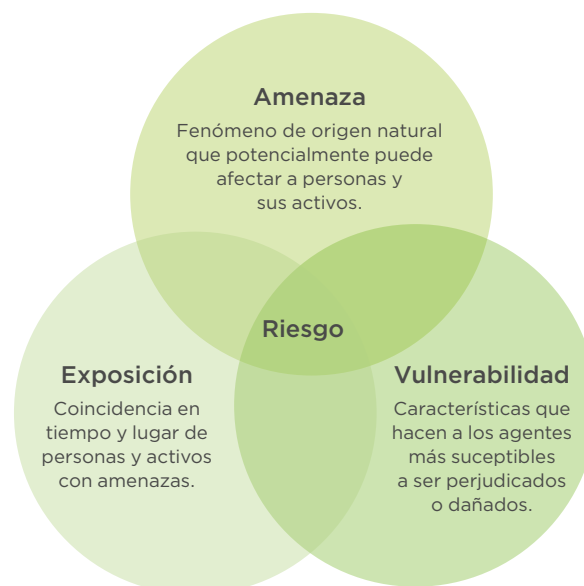 Amenaza
Fenómeno de origen natural
que potencialmente puede
afectar a personas y
sus activos.
Riesgo
Exposición
Coincidencia en
tiempo y lugar de
personas y activos
con amenazas.
Vulnerabilidad
Características que
hacen a los agentes
más suceptibles
a ser perjudicados
o dañados.